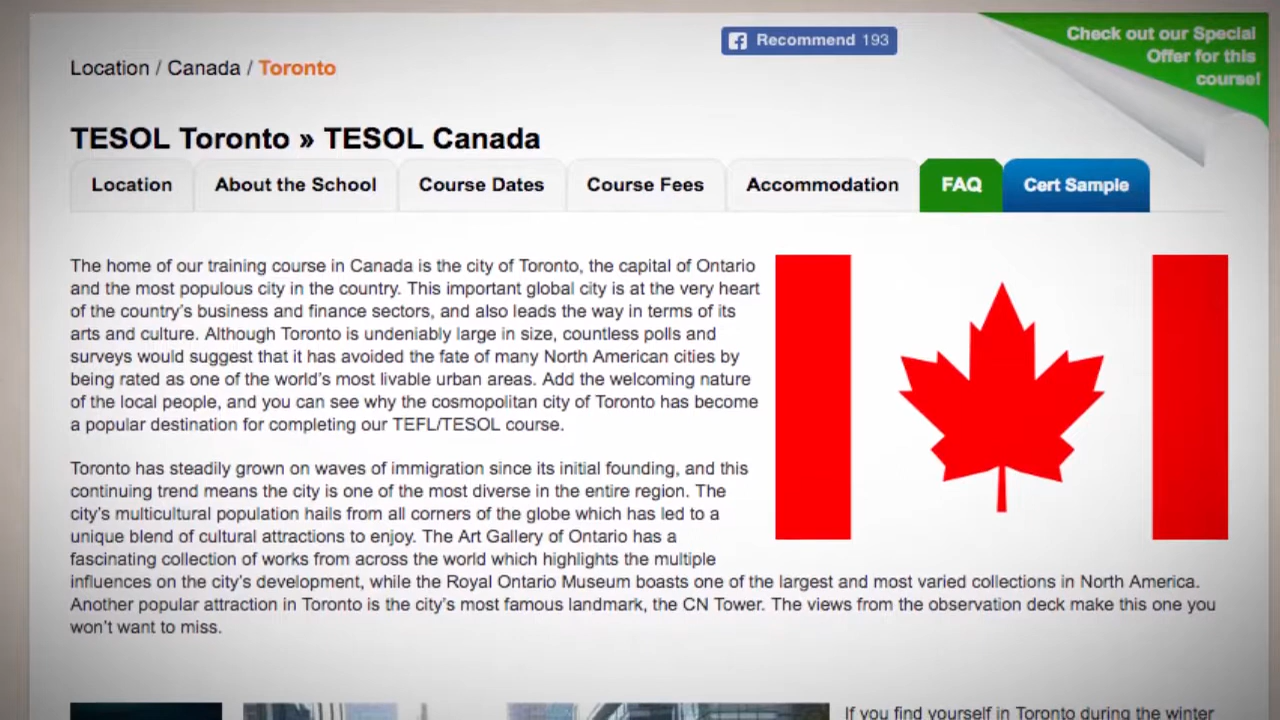 Recommend 193
Check out our Special
Offer for this
course!
Location / Canada / Toronto
TESOL Toronto » TESOL Canada
Location
About the School
Course Dates
Course Fees
Accommodation
FAQ
Cert Sample
The home of our training course in Canada is the city of Toronto, the capital of Ontario
and the most populous city in the country. This important global city is at the very heart
of the country's business and finance sectors, and also leads the way in terms of its
arts and culture. Although Toronto is undeniably large in size, countless polls and
surveys would suggest that it has avoided the fate of many North American cities by
being rated as one of the world's most livable urban areas. Add the welcoming nature
of the local people, and you can see why the cosmopolitan city of Toronto has become
a popular destination for completing our TEFL/TESOL course.
Toronto has steadily grown on waves of immigration since its initial founding, and this
continuing trend means the city is one of the most diverse in the entire region. The
city's multicultural population hails from all corners of the globe which has led to a
unique blend of cultural attractions to enjoy. The Art Gallery of Ontario has a
fascinating collection of works from across the world which highlights the multiple
influences on the city's development, while the Royal Ontario Museum boasts one of the largest and most varied collections in North America.
Another popular attraction in Toronto is the city's most famous landmark, the CN Tower. The views from the observation deck make this one you
won't want to miss.
If you find yourself in Toronto during the winter